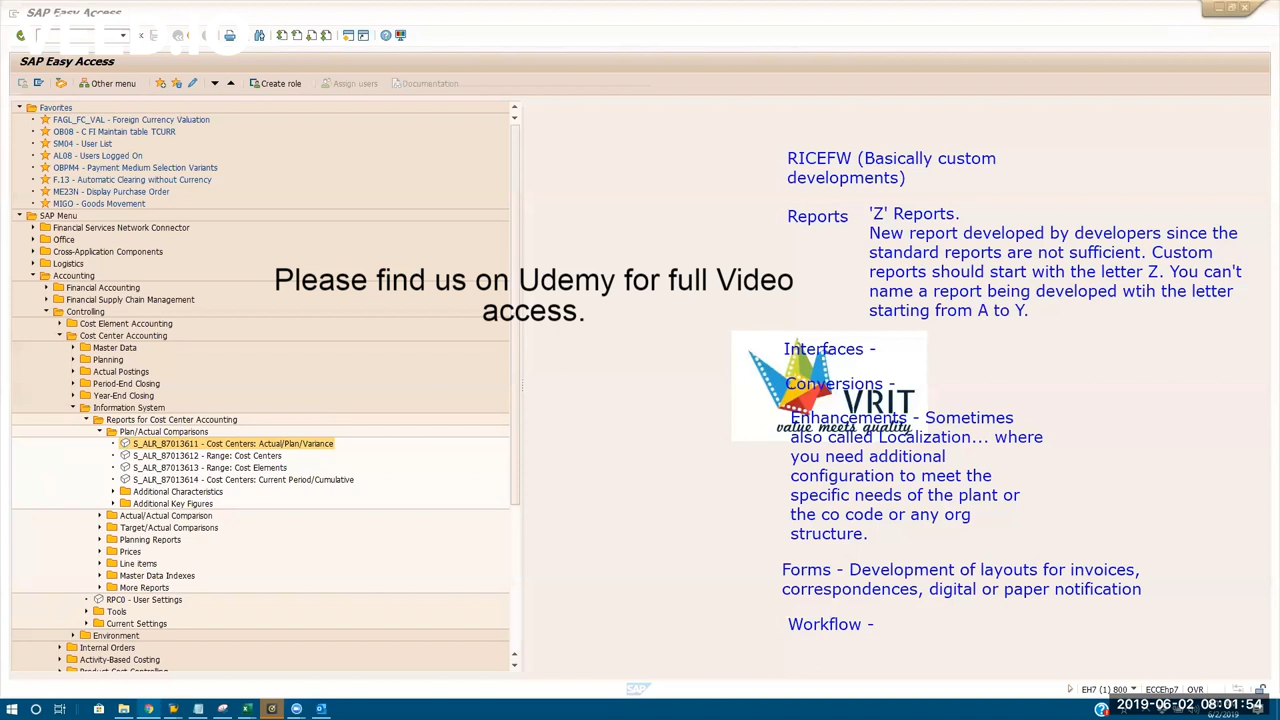 SAP Easy Access
SAP Easy Access
Other menu
Create role
Assign users
Documentation
Favorites
FAGL_FC_VAL - Foreign Currency Valuation
OB08 - C FI Maintain table TCURR
SM04 - User List
AL08 - Users Logged On
OBPM4 - Payment Medium Selection Variants
F.13 - Automatic Clearing without Currency
ME23N - Display Purchase Order
MIGO - Goods Movement
SAP Menu
Financial Services Network Connector
Office
Cross-Application Components
Logistics
Accounting
Financial Accounting
Financial Supply Chain Management
Controlling
Cost Element Accounting
Cost Center Accounting
Master Data
Planning
Actual Postings
Period-End Closing
Year-End Closing
Information System
Reports for Cost Center Accounting
Plan/Actual Comparisons
S_ALR_87013611 - Cost Centers: Actual/Plan/Variance
S_ALR_87013612 - Range: Cost Centers
S_ALR_87013613 - Range: Cost Elements
S_ALR_87013614 - Cost Centers: Current Period/Cumulative
Additional Characteristics
Additional Key Figures
Actual/Actual Comparison
Target/Actual Comparisons
Planning Reports
Prices
Line items
Master Data Indexes
More Reports
RPC0 - User Settings
Tools
Current Settings
Environment
Internal Orders
Activity-Based Costing
Please find us on Udemy for full Video
access.
RICEFW (Basically custom
developments)
Reports
'Z' Reports.
New report developed by developers since the
standard reports are not sufficient. Custom
reports should start with the letter Z. You can't
name a report being developed wtih the letter
starting from A to Y.
Interfaces -
Conversions -
VRIT
value meets quality
Enhancements - Sometimes
also called Localization... where
you need additional
configuration to meet the
specific needs of the plant or
the co code or any org
structure.
Forms - Development of layouts for invoices,
correspondences, digital or paper notification
Workflow -
SAP
EH7 (1) 800
ECCEhp7
OVR
2019-06-02 08:01:54
6/2/2019